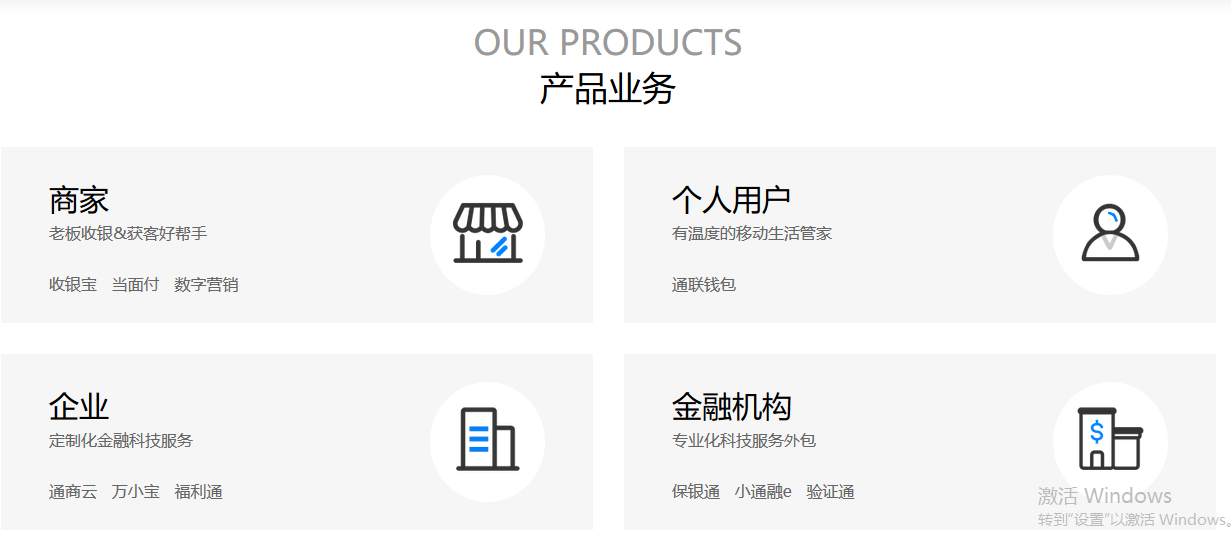 OUR PRODUCTS
产品业务
商家
老板收银&获客好帮手
收银宝 当面付 数字营销
个人用户
有温度的移动生活管家
通联钱包
企业
定制化金融科技服务
通商云 万小宝 福利通
金融机构
专业化科技服务外包
保银通 小通融e 验证通
$
激活 Windows
转到"设置"以激活 Windows。